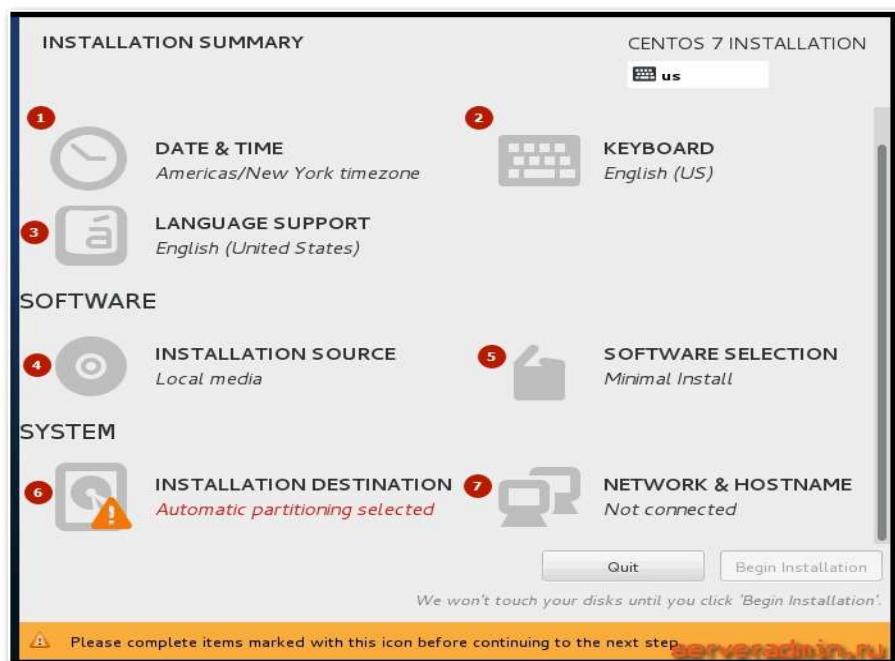 INSTALLATION SUMMARY
CENTOS 7 INSTALLATION
us
1
DATE & TIME
Americas/New York timezone
2
KEYBOARD
English (US)
3
á
LANGUAGE SUPPORT
English (United States)
SOFTWARE
4
INSTALLATION SOURCE
Local media
5
SOFTWARE SELECTION
Minimal Install
SYSTEM
6
INSTALLATION DESTINATION
Automatic partitioning selected
7
NETWORK & HOSTNAME
Not connected
Quit
Begin Installation
We won't touch your disks until you click 'Begin Installation'.
Please complete items marked with this icon before continuing to the next step.
serveradmin.ru